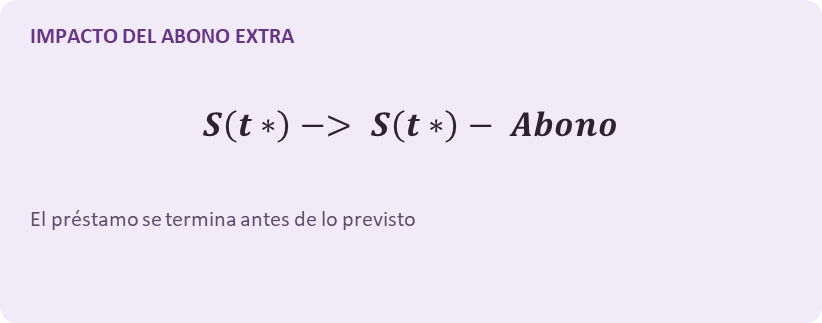 IMPACTO DEL ABONO EXTRA
S(t ∗) −> S(t ∗) − Abono
El préstamo se termina antes de lo previsto